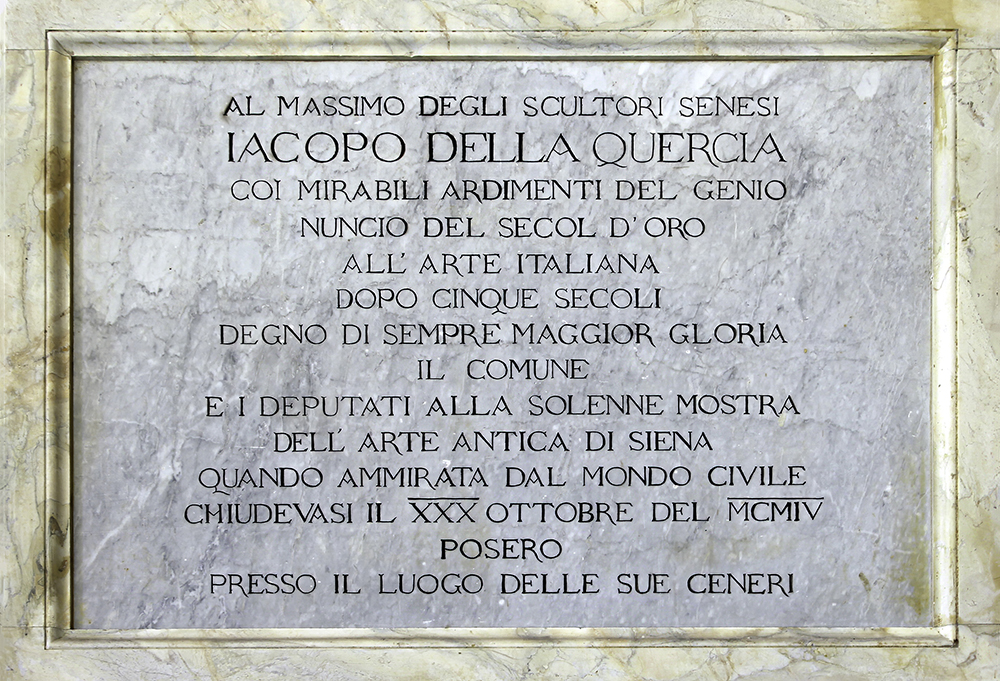 AL MASSIMO DEGLI SCULTORI SENESI
IACOPO DELLA QUERCIA
COI MIRABILI ARDIMENTI DEL GENIO
NUNCIO DEL SECOL D'ORO
ALL'ARTE ITALIANA
DOPO CINQUE SECOLI
DEGNO DI SEMPRE MAGGIOR GLORIA
IL COMUNE
E I DEPUTATI ALLA SOLENNE MOSTRA
DELL'ARTE ANTICA DI SIENA
QUANDO AMMIRATA DAL MONDO CIVILE
CHIUDEVASI IL XXX OTTOBRE DEL MCMIV
POSERO
PRESSO IL LUOGO DELLE SUE CENERI